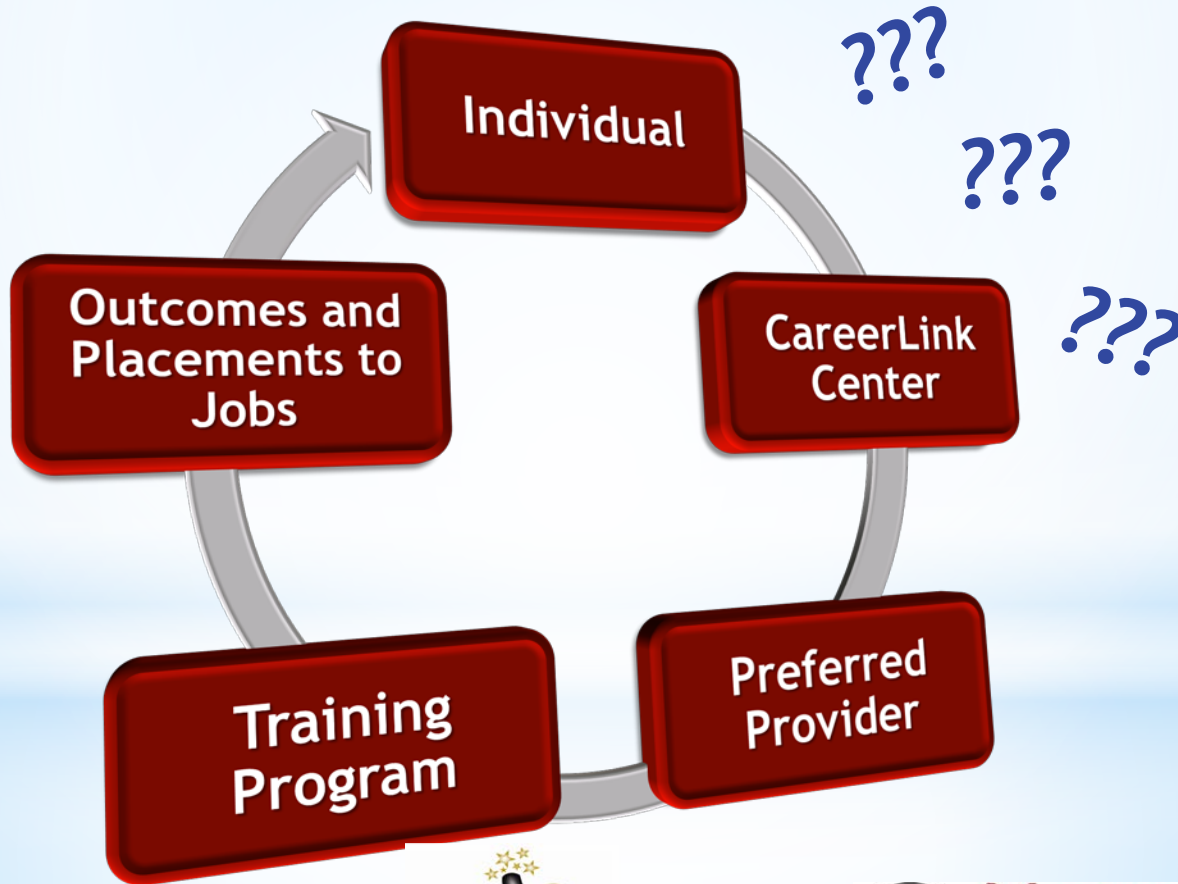 Individual
???
???
???
CareerLink
Center
Preferred
Provider
Training
Program
Outcomes and
Placements to
Jobs